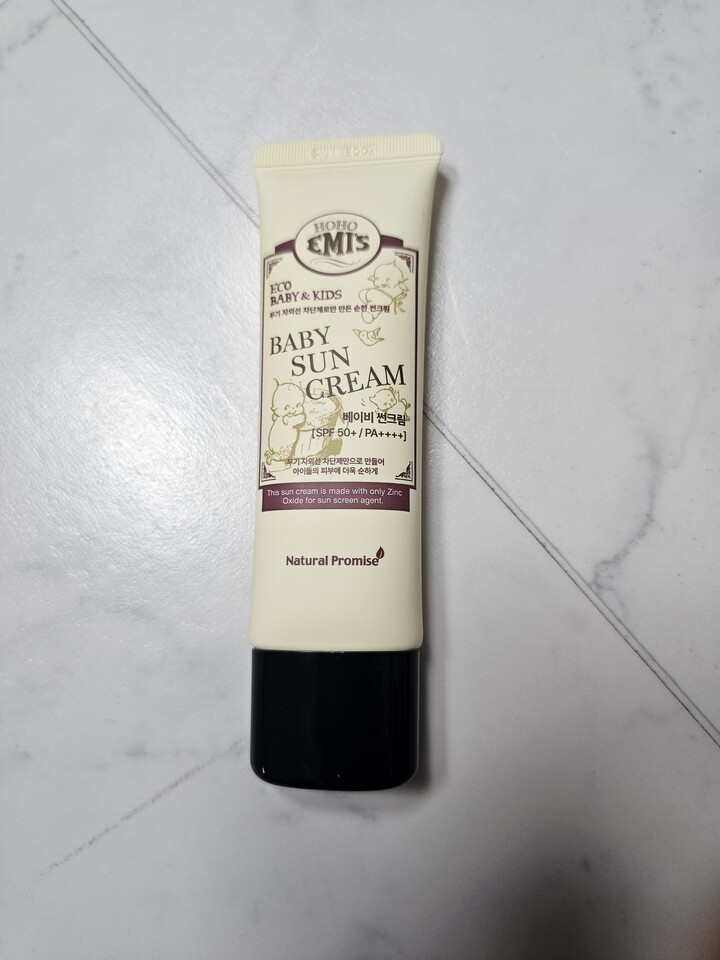 HOHO
EMI'S
ECO
BABY & KIDS
무기 자외선 차단제로만 만든 순한 썬크림
BABY
SUN
CREAM
베이비 썬크림
[SPF 50+ / PA++++]
무기 자외선 차단제만으로 만들어
아이들의 피부에 더욱 순하게
This sun cream is made with only Zinc
Oxide for sun screen agent.
Natural Promise